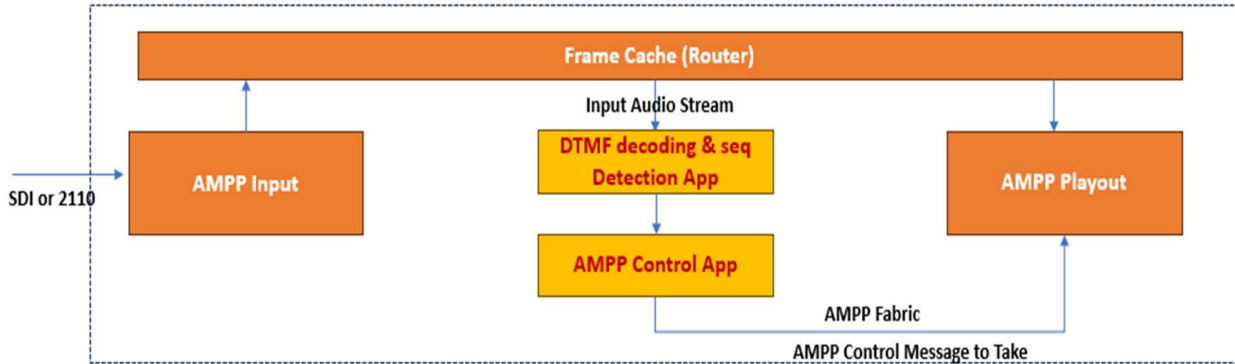 Frame Cache (Router)
Input Audio Stream
SDI or 2110
AMPP Input
DTMF decoding & seq
Detection App
AMPP Playout
AMPP Control App
AMPP Fabric
AMPP Control Message to Take